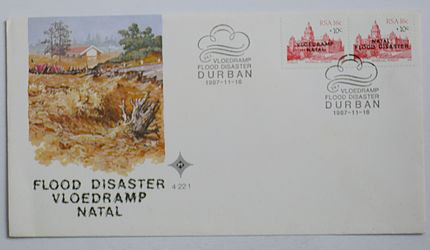 RSA 16c
+10c
VLOEDRAMP
NATAL
RSA 16c
+10c
NATAL
FLOOD DISASTER
VLOEDRAMP
FLOOD DISASTER
DURBAN
1987-11-16
VLOEDRAMP
FLOOD DISASTER
DURBAN
1987-11-16
4.22.1
FLOOD DISASTER
VLOEDRAMP
NATAL